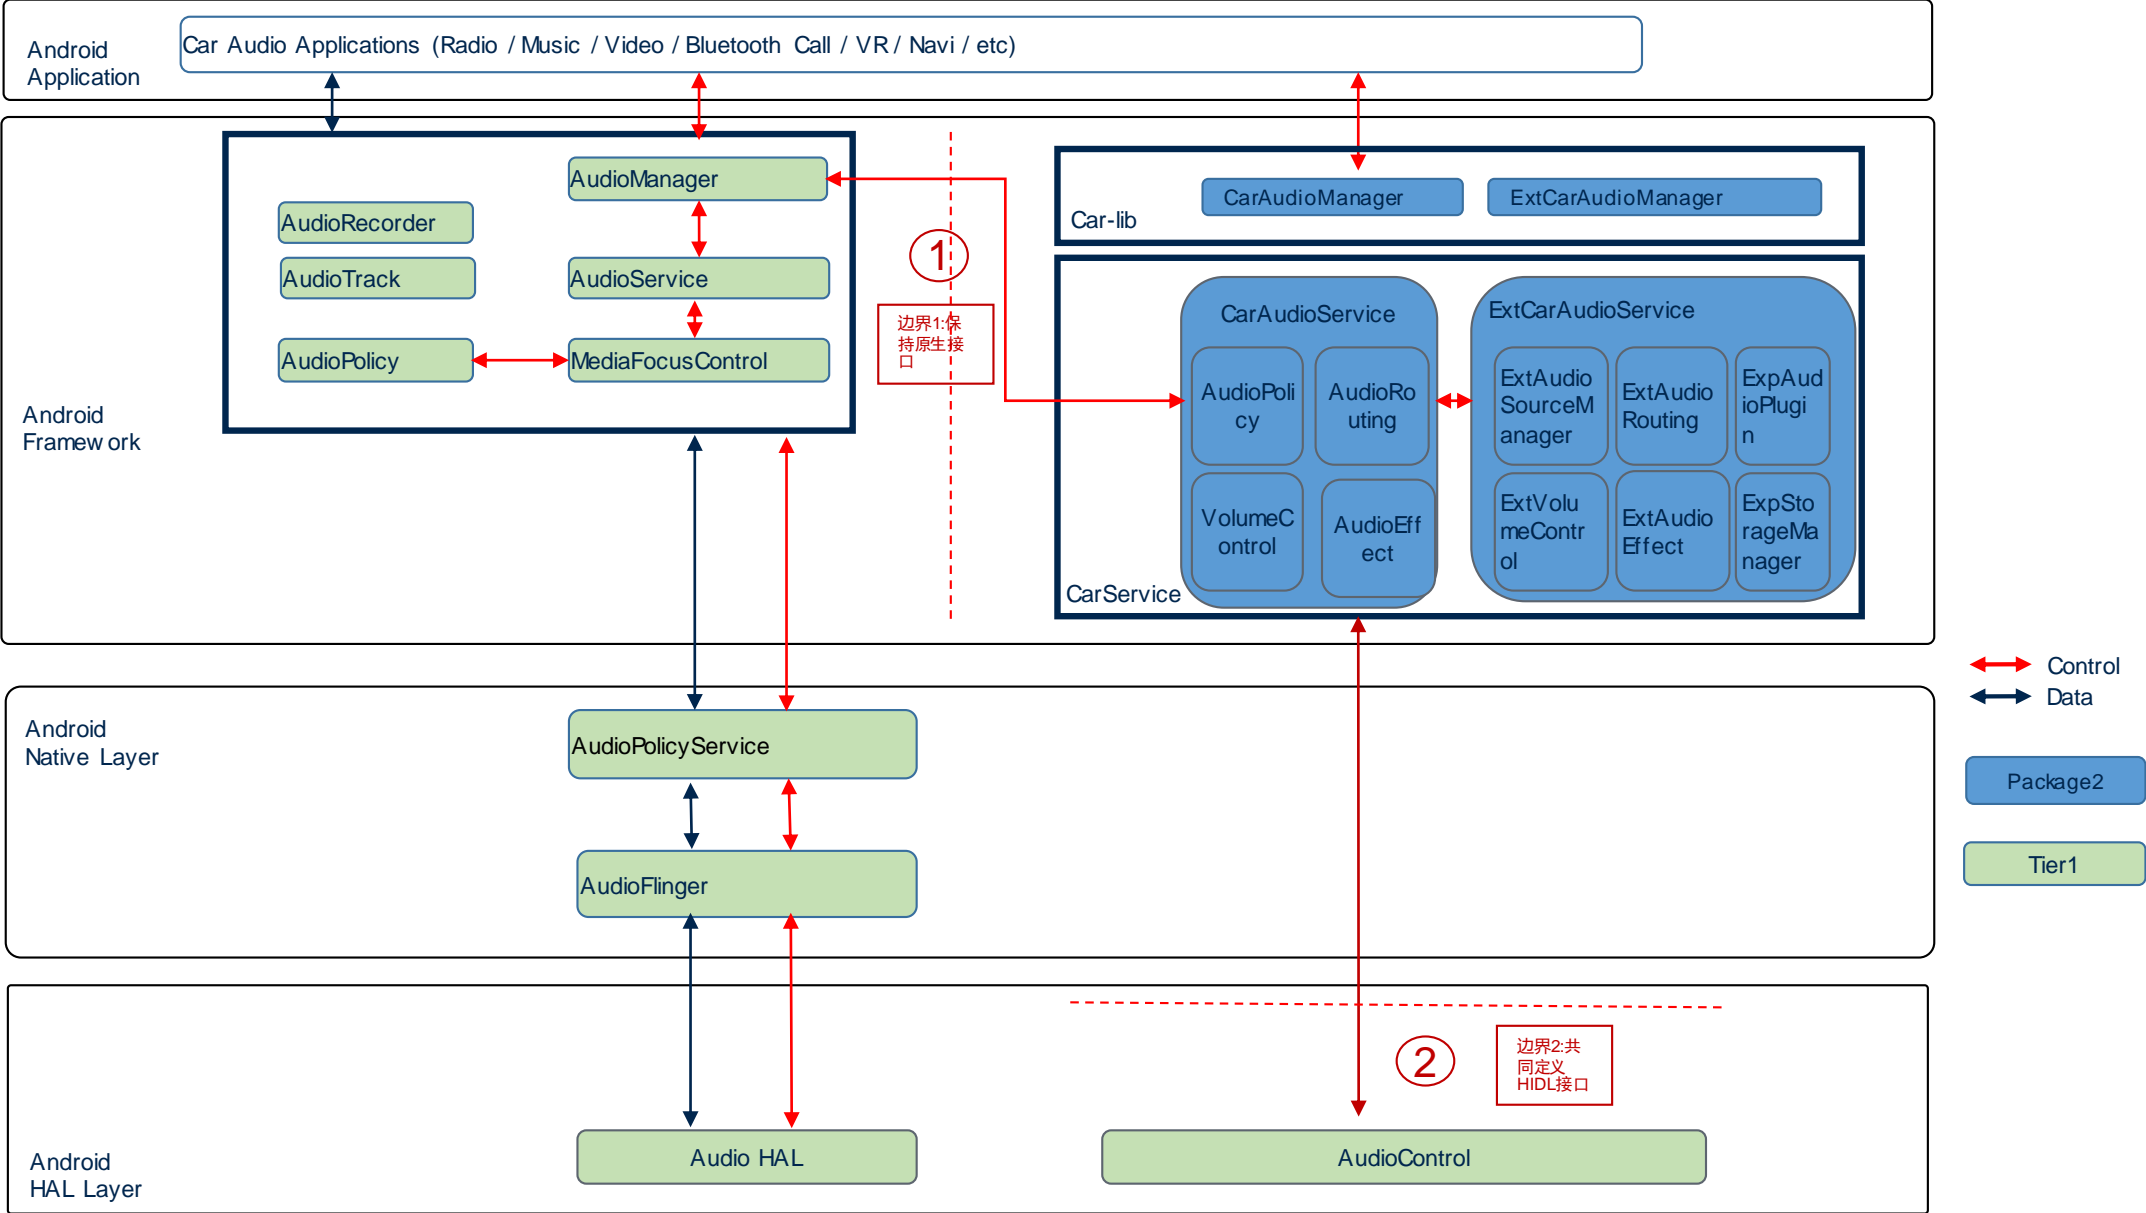 Android
Application
Car Audio Applications (Radio / Music / Video / Bluetooth Call / VR / Navi / etc)
Android
Framework
AudioManager
AudioRecorder
AudioTrack
AudioService
AudioPolicy
MediaFocusControl
1
边界1:保
持原生接
口
Car-lib
CarAudioManager
ExtCarAudioManager
CarService
CarAudioService
AudioPoli
cy
AudioRo
uting
VolumeC
ontrol
AudioEff
ect
ExtCarAudioService
ExtAudio
SourceM
anager
ExtAudio
Routing
ExpAud
ioPlugi
n
ExtVolu
meContr
ol
ExtAudio
Effect
ExpSto
rageMa
nager
Control
Data
Package2
Tier1
Android
Native Layer
AudioPolicyService
AudioFlinger
2
边界2:共
同定义
HIDL接口
Android
HAL Layer
Audio HAL
AudioControl